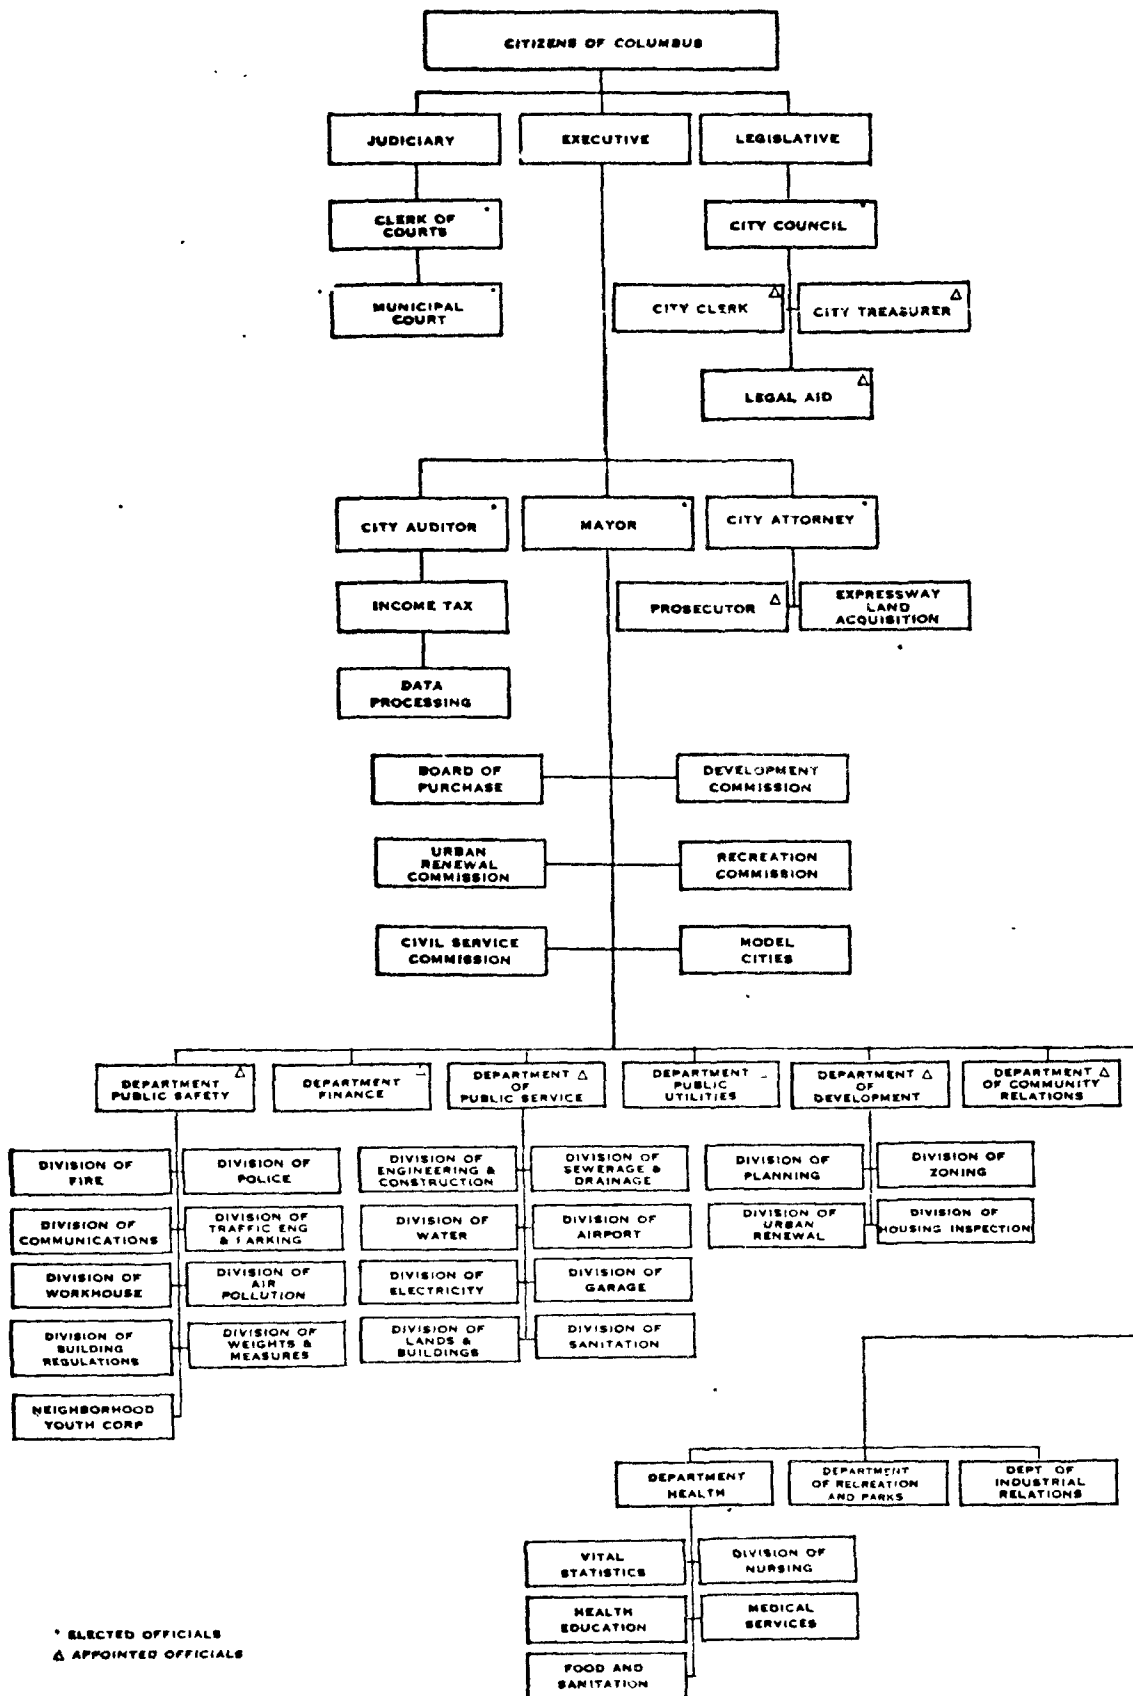 CITIZENS OF COLUMBUS
JUDICIARY
EXECUTIVE
LEGISLATIVE
CLERK OF
COURTS *
CITY COUNCIL *
MUNICIPAL
COURT *
CITY CLERK Δ
CITY TREASURER Δ
LEGAL AID Δ
CITY AUDITOR *
MAYOR *
CITY ATTORNEY *
INCOME TAX
PROSECUTOR Δ
EXPRESSWAY
LAND
ACQUISITION
DATA
PROCESSING
BOARD OF
PURCHASE
DEVELOPMENT
COMMISSION
URBAN
RENEWAL
COMMISSION
RECREATION
COMMISSION
CIVIL SERVICE
COMMISSION
MODEL
CITIES
DEPARTMENT Δ
PUBLIC SAFETY
DEPARTMENT
FINANCE
DEPARTMENT Δ
OF
PUBLIC SERVICE
DEPARTMENT
PUBLIC
UTILITIES
DEPARTMENT Δ
OF
DEVELOPMENT
DEPARTMENT Δ
OF COMMUNITY
RELATIONS
DIVISION OF
FIRE
DIVISION OF
POLICE
DIVISION OF
ENGINEERING &
CONSTRUCTION
DIVISION OF
SEWERAGE &
DRAINAGE
DIVISION OF
PLANNING
DIVISION OF
ZONING
DIVISION OF
COMMUNICATIONS
DIVISION OF
TRAFFIC ENG
& PARKING
DIVISION OF
WATER
DIVISION OF
AIRPORT
DIVISION OF
URBAN
RENEWAL
DIVISION OF
HOUSING INSPECTION
DIVISION OF
WORKHOUSE
DIVISION OF
AIR
POLLUTION
DIVISION OF
ELECTRICITY
DIVISION OF
GARAGE
DIVISION OF
BUILDING
REGULATIONS
DIVISION OF
WEIGHTS &
MEASURES
DIVISION OF
LANDS &
BUILDINGS
DIVISION OF
SANITATION
NEIGHBORHOOD
YOUTH CORP
DEPARTMENT
HEALTH
DEPARTMENT
OF RECREATION
AND PARKS
DEPT OF
INDUSTRIAL
RELATIONS
VITAL
STATISTICS
DIVISION OF
NURSING
HEALTH
EDUCATION
MEDICAL
SERVICES
FOOD AND
SANITATION
* ELECTED OFFICIALS
Δ APPOINTED OFFICIALS